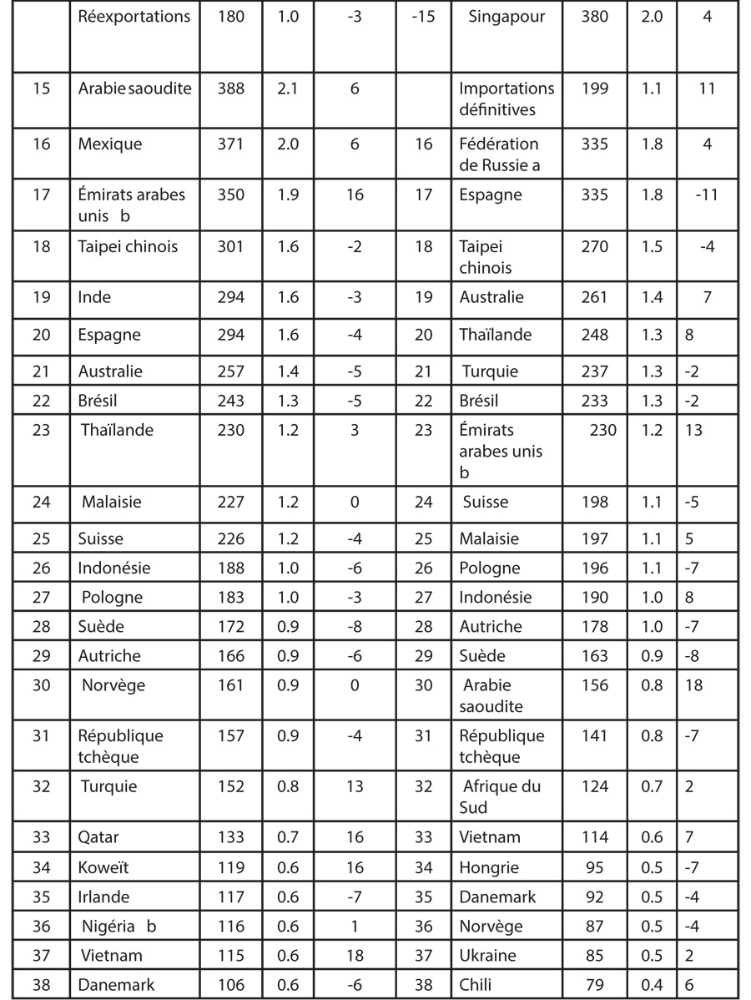 Réexportations 180 1.0 -3 -15 Singapour 380 2.0 4
15 Arabie saoudite 388 2.1 6 Importations 199 1.1 11
définitives
16 Mexique 371 2.0 6 16 Fédération 335 1.8 4
de Russie a
17 Émirats arabes 350 1.9 16 17 Espagne 335 1.8 -11
unis b
18 Taipei chinois 301 1.6 -2 18 Taipei 270 1.5 -4
chinois
19 Inde 294 1.6 -3 19 Australie 261 1.4 7
20 Espagne 294 1.6 -4 20 Thaïlande 248 1.3 8
21 Australie 257 1.4 -5 21 Turquie 237 1.3 -2
22 Brésil 243 1.3 -5 22 Brésil 233 1.3 -2
23 Thaïlande 230 1.2 3 23 Émirats 230 1.2 13
arabes unis
b
24 Malaisie 227 1.2 0 24 Suisse 198 1.1 -5
25 Suisse 226 1.2 -4 25 Malaisie 197 1.1 5
26 Indonésie 188 1.0 -6 26 Pologne 196 1.1 -7
27 Pologne 183 1.0 -3 27 Indonésie 190 1.0 8
28 Suède 172 0.9 -8 28 Autriche 178 1.0 -7
29 Autriche 166 0.9 -6 29 Suède 163 0.9 -8
30 Norvège 161 0.9 0 30 Arabie 156 0.8 18
saoudite
31 République 157 0.9 -4 31 République 141 0.8 -7
tchèque tchèque
32 Turquie 152 0.8 13 32 Afrique du 124 0.7 2
Sud
33 Qatar 133 0.7 16 33 Vietnam 114 0.6 7
34 Koweït 119 0.6 16 34 Hongrie 95 0.5 -7
35 Irlande 117 0.6 -7 35 Danemark 92 0.5 -4
36 Nigéria b 116 0.6 1 36 Norvège 87 0.5 -4
37 Vietnam 115 0.6 18 37 Ukraine 85 0.5 2
38 Danemark 106 0.6 -6 38 Chili 79 0.4 6